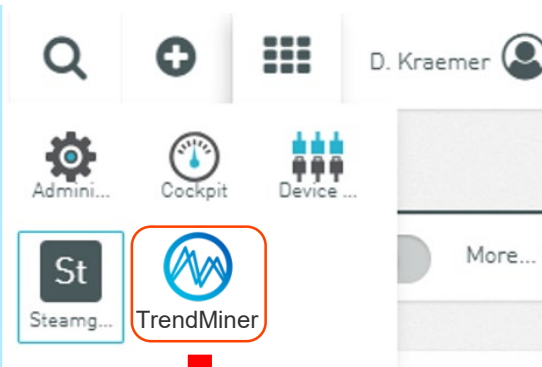 D. Kraemer
Admini...
Cockpit
Device ...
More...
St
Steamg...
TrendMiner